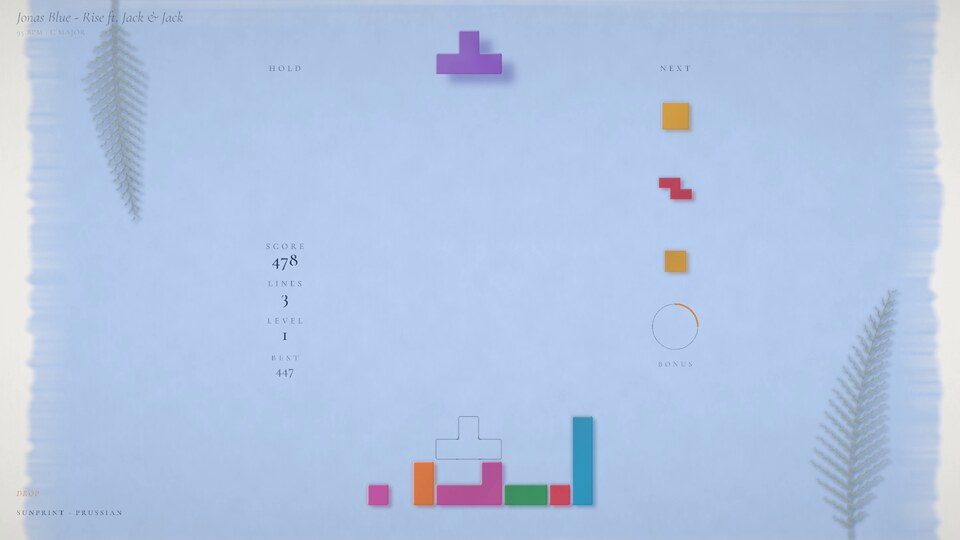 Jonas Blue - Rise ft. Jack & Jack
HOLD
NEXT
SCORE
478
LINES
3
LEVEL
1
BEST
447
BONUS
DROP
SUNPRINT · PRUSSIAN